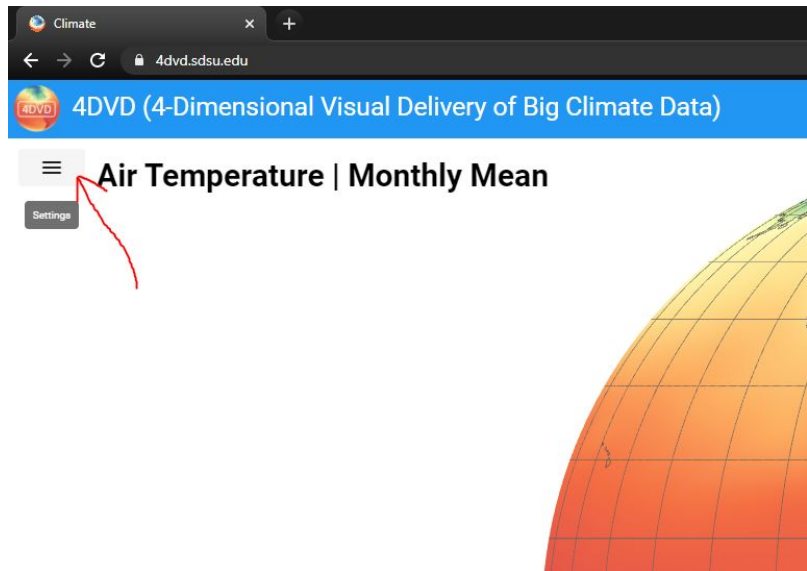 Climate
4dvd.sdsu.edu
4DVD
4DVD (4-Dimensional Visual Delivery of Big Climate Data)
Air Temperature | Monthly Mean
Settings